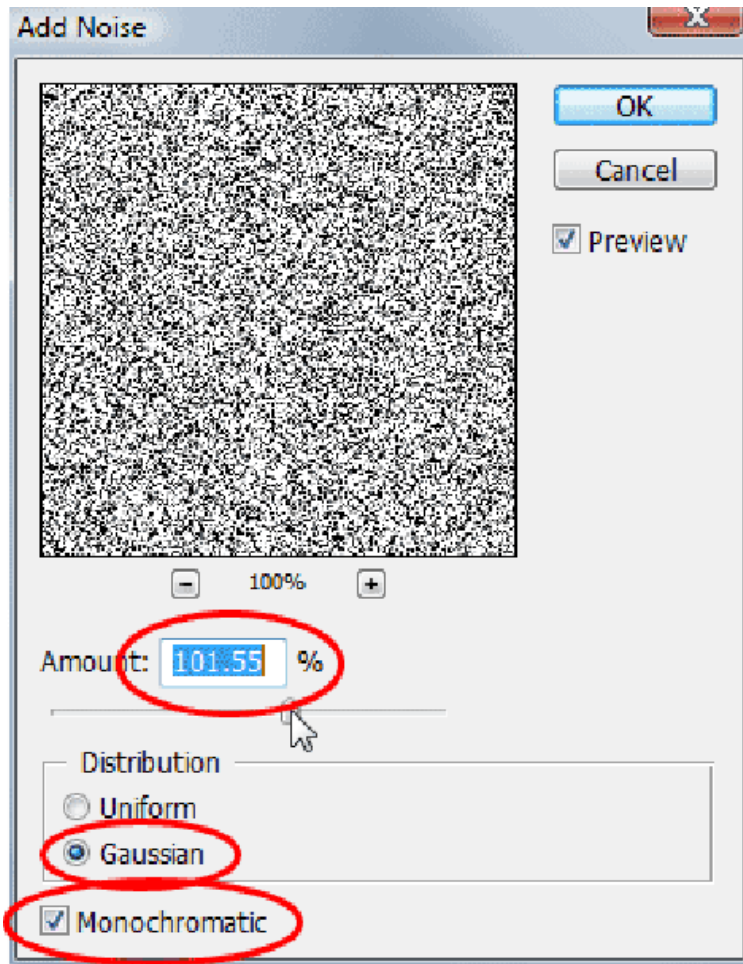 Add Noise
OK
Cancel
Preview
100%
Amount: 101.55 %
Distribution
Uniform
Gaussian
Monochromatic